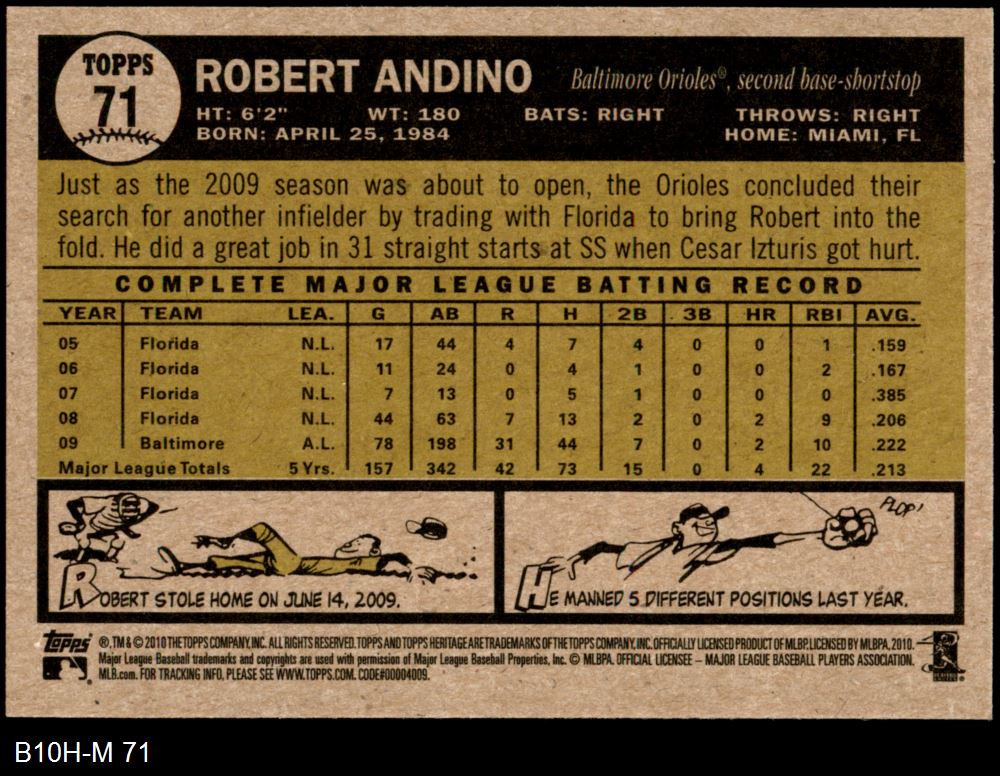 TOPPS
71
ROBERT ANDINO Baltimore Orioles®, second base-shortstop
HT: 6'2" WT: 180 BATS: RIGHT THROWS: RIGHT
BORN: APRIL 25, 1984 HOME: MIAMI, FL
Just as the 2009 season was about to open, the Orioles concluded their
search for another infielder by trading with Florida to bring Robert into the
fold. He did a great job in 31 straight starts at SS when Cesar Izturis got hurt.
COMPLETE MAJOR LEAGUE BATTING RECORD
YEAR TEAM LEA. G AB R H 2B 3B HR RBI AVG.
05 Florida N.L. 17 44 4 7 4 0 0 1 .159
06 Florida N.L. 11 24 0 4 1 0 0 2 .167
07 Florida N.L. 7 13 0 5 1 0 0 0 .385
08 Florida N.L. 44 63 7 13 2 0 2 9 .206
09 Baltimore A.L. 78 198 31 44 7 0 2 10 .222
Major League Totals 5 Yrs. 157 342 42 73 15 0 4 22 .213
ROBERT STOLE HOME ON JUNE 14, 2009.
PLOP!
HE MANNED 5 DIFFERENT POSITIONS LAST YEAR.
Topps ®, TM & © 2010 THE TOPPS COMPANY, INC. ALL RIGHTS RESERVED. TOPPS AND TOPPS HERITAGE ARE TRADEMARKS OF THE TOPPS COMPANY, INC. OFFICIALLY LICENSED PRODUCT OF MLBP. LICENSED BY MLBPA, 2010.
Major League Baseball trademarks and copyrights are used with permission of Major League Baseball Properties, Inc. © MLBPA. OFFICIAL LICENSEE – MAJOR LEAGUE BASEBALL PLAYERS ASSOCIATION.
MLB.com. FOR TRACKING INFO, PLEASE SEE WWW.TOPPS.COM. CODE#00004009.
B10H-M 71